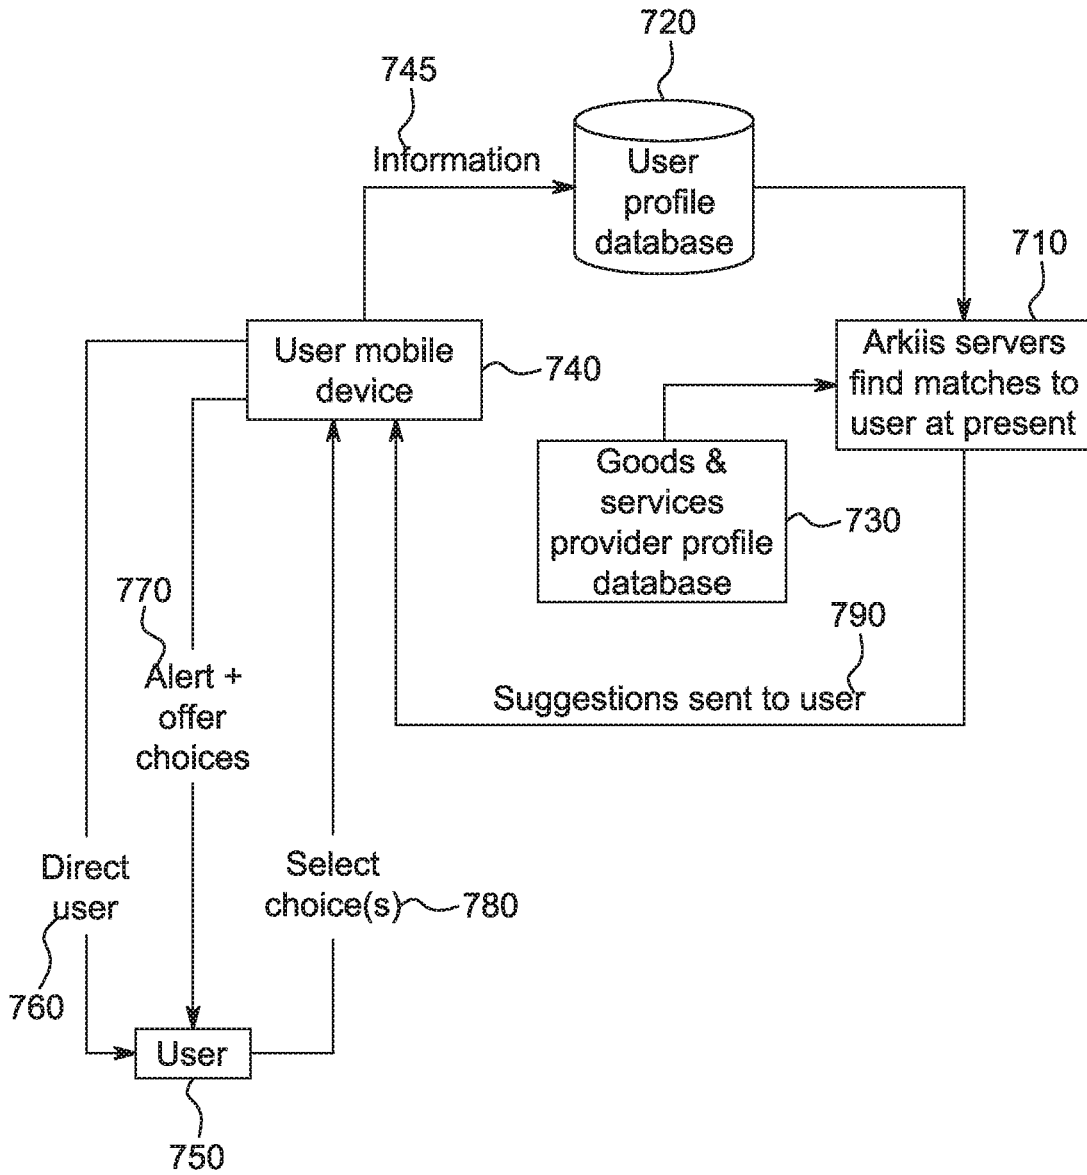 720
745
Information
User
profile
database
710
User mobile
device
740
Arkiis servers
find matches to
user at present
Goods &
services
provider profile
database
730
770
790
Alert +
offer
choices
Suggestions sent to user
Direct
user
Select
choice(s)
780
760
User
750